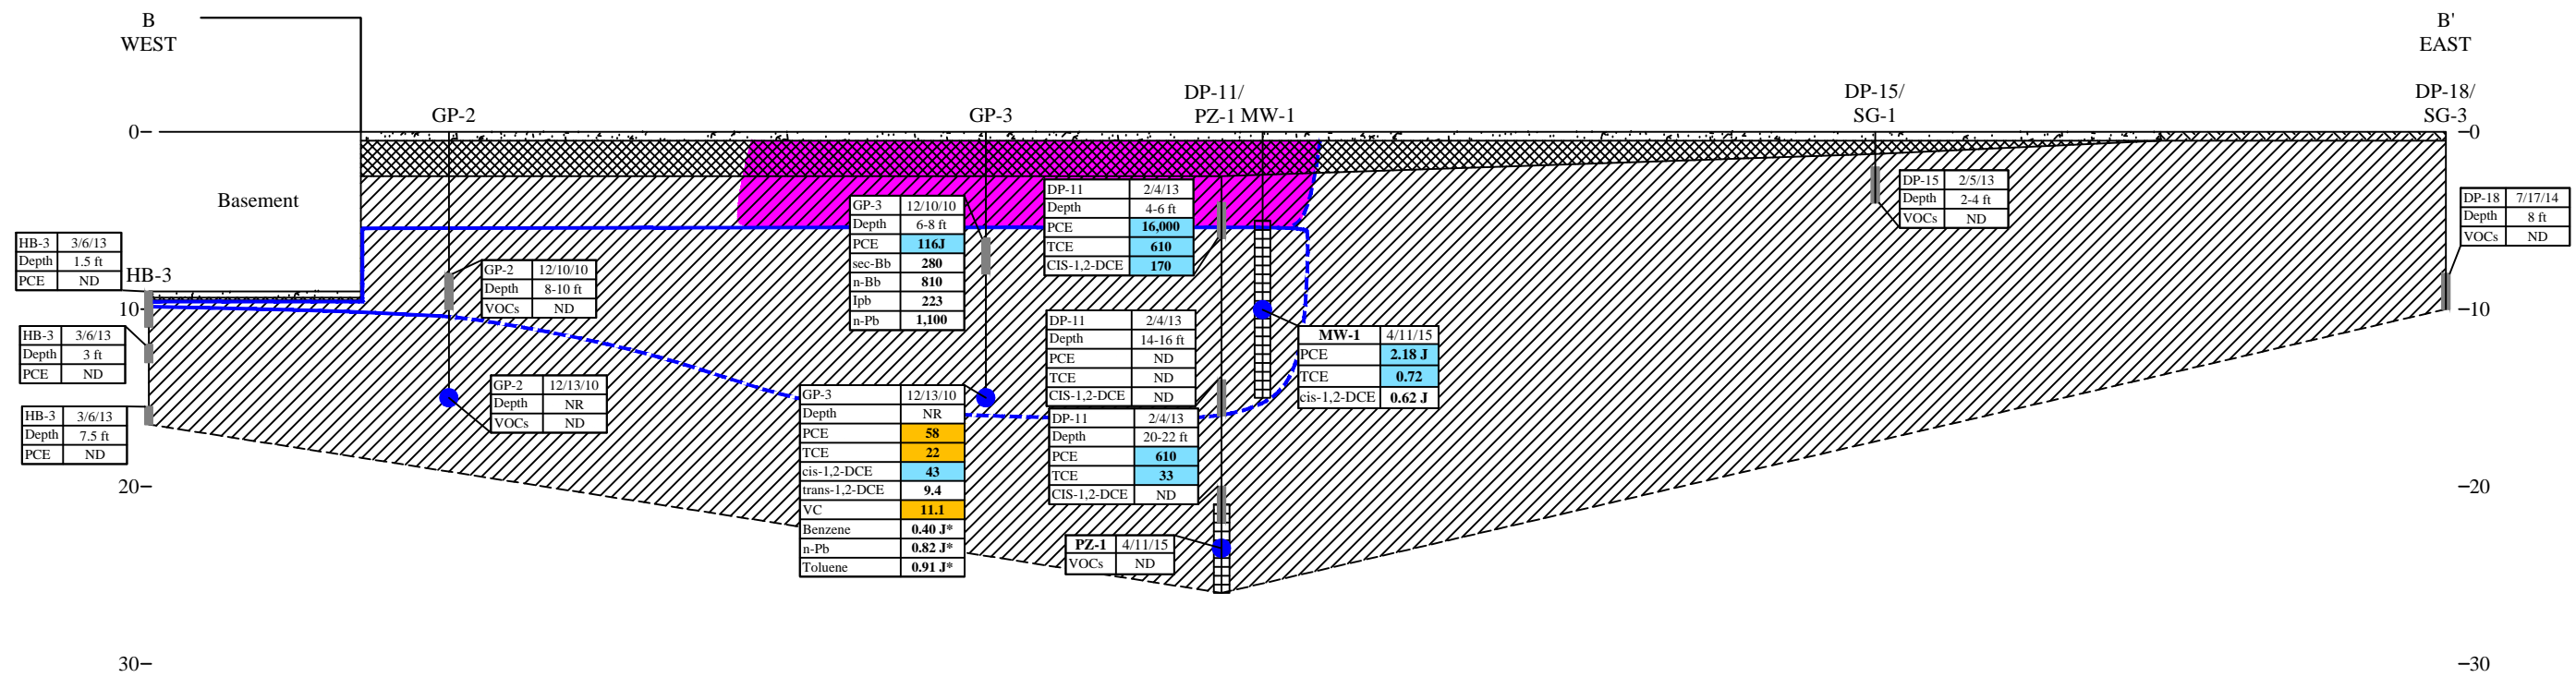 B
WEST
B'
EAST
GP-2
GP-3
DP-11/
PZ-1 MW-1
DP-15/
SG-1
DP-18/
SG-3
0
0
Basement
HB-3
10
10
20
20
30
30
HB-3 3/6/13
Depth 1.5 ft
PCE ND
HB-3 3/6/13
Depth 3 ft
PCE ND
HB-3 3/6/13
Depth 7.5 ft
PCE ND
GP-2 12/10/10
Depth 8-10 ft
VOCs ND
GP-2 12/13/10
Depth NR
VOCs ND
GP-3 12/10/10
Depth 6-8 ft
PCE 116J
sec-Bb 280
n-Bb 810
Ipb 223
n-Pb 1,100
GP-3 12/13/10
Depth NR
PCE 58
TCE 22
cis-1,2-DCE 43
trans-1,2-DCE 9.4
VC 11.1
Benzene 0.40 J*
n-Pb 0.82 J*
Toluene 0.91 J*
DP-11 2/4/13
Depth 4-6 ft
PCE 16,000
TCE 610
CIS-1,2-DCE 170
DP-11 2/4/13
Depth 14-16 ft
PCE ND
TCE ND
CIS-1,2-DCE ND
DP-11 2/4/13
Depth 20-22 ft
PCE 610
TCE 33
CIS-1,2-DCE ND
PZ-1 4/11/15
VOCs ND
MW-1 4/11/15
PCE 2.18 J
TCE 0.72
cis-1,2-DCE 0.62 J
DP-15 2/5/13
Depth 2-4 ft
VOCs ND
DP-18 7/17/14
Depth 8 ft
VOCs ND